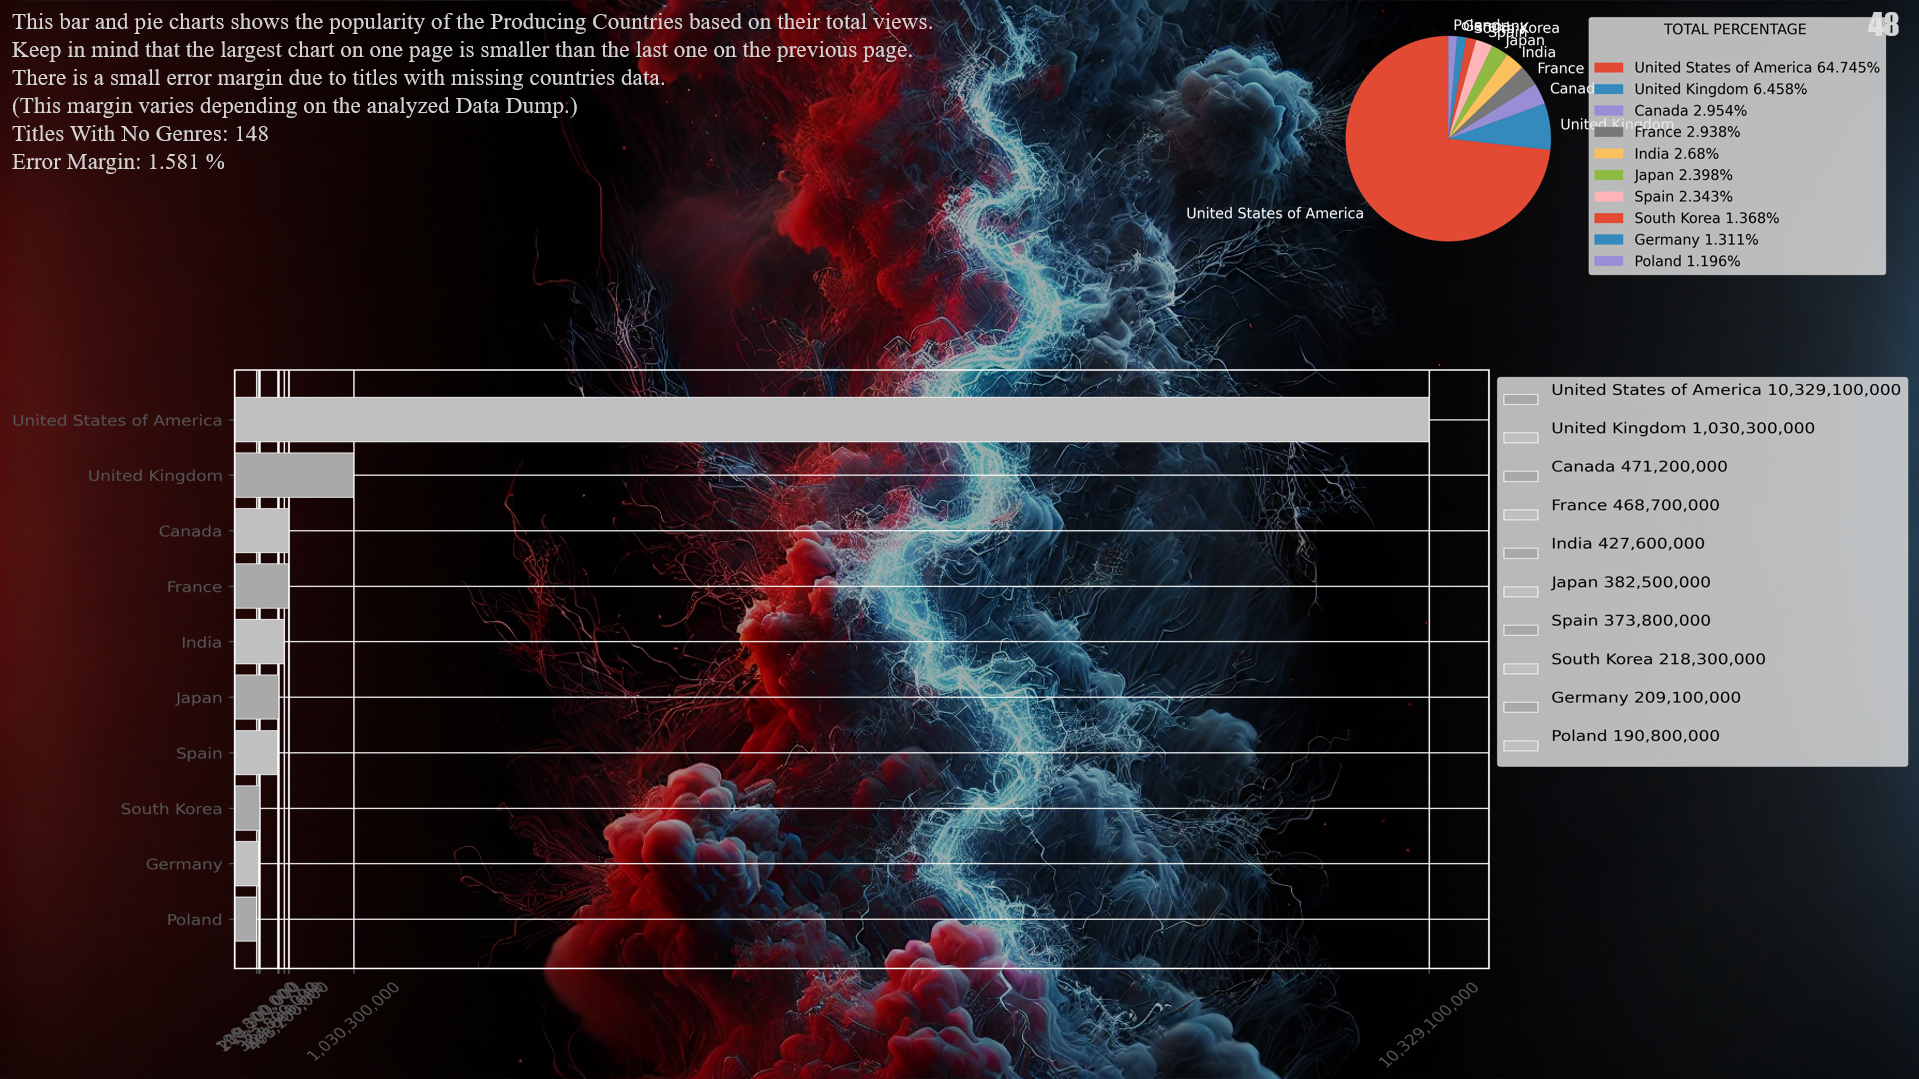 This bar and pie charts shows the popularity of the Producing Countries based on their total views.
Keep in mind that the largest chart on one page is smaller than the last one on the previous page.
There is a small error margin due to titles with missing countries data.
(This margin varies depending on the analyzed Data Dump.)
Titles With No Genres: 148
Error Margin: 1.581 %
48
Poland
Germany
South Korea
Spain
Japan
India
France
Canad
United Kingdom
United States of America
TOTAL PERCENTAGE
United States of America 64.745%
United Kingdom 6.458%
Canada 2.954%
France 2.938%
India 2.68%
Japan 2.398%
Spain 2.343%
South Korea 1.368%
Germany 1.311%
Poland 1.196%
United States of America
United Kingdom
Canada
France
India
Japan
Spain
South Korea
Germany
Poland
1,030,300,000
10,329,100,000
United States of America 10,329,100,000
United Kingdom 1,030,300,000
Canada 471,200,000
France 468,700,000
India 427,600,000
Japan 382,500,000
Spain 373,800,000
South Korea 218,300,000
Germany 209,100,000
Poland 190,800,000